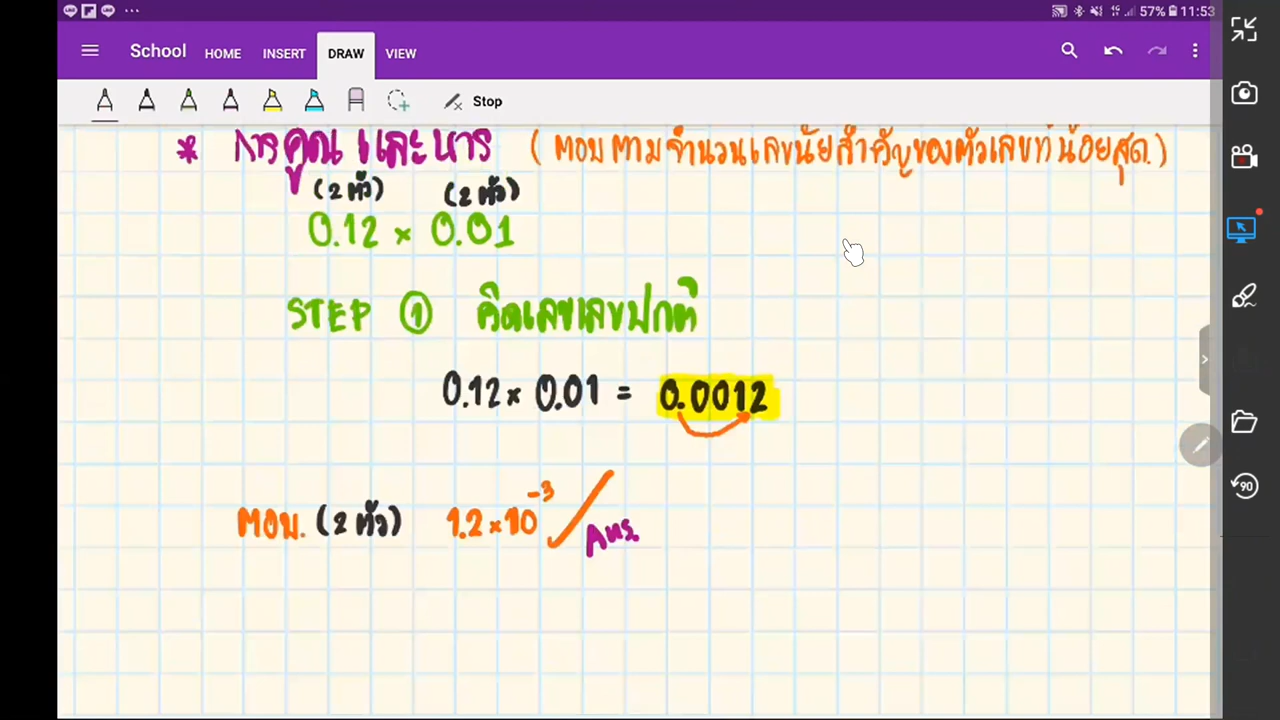 57% 11:53
School HOME INSERT DRAW VIEW
Stop
* การคูณ และหาร (ตอบตามจำนวนเลขนัยสำคัญของตัวเลขที่น้อยสุด.)
(2 ตัว) (2 ตัว)
0.12 × 0.01
STEP ① คิดเลขเลขปกติ
0.12 × 0.01 = 0.0012
ตอบ. (2 ตัว) 1.2 × 10⁻³ Ans.
90